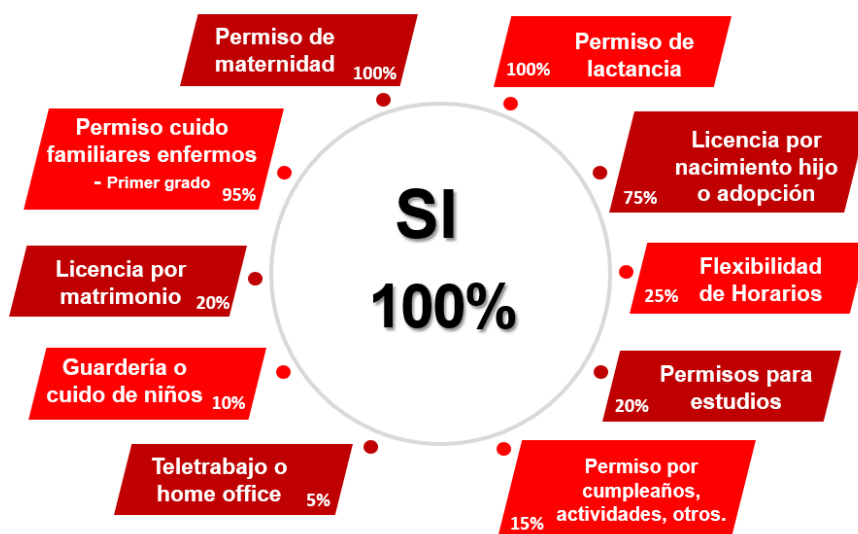 Permiso de
maternidad 100%
Permiso de
100% lactancia
Permiso cuido
familiares enfermos
- Primer grado 95%
Licencia por
nacimiento hijo
75% o adopción
SI
100%
Licencia por
matrimonio 20%
Flexibilidad
25% de Horarios
Guardería o
cuido de niños 10%
Permisos para
20% estudios
Teletrabajo o
home office 5%
Permiso por
cumpleaños,
15% actividades, otros.